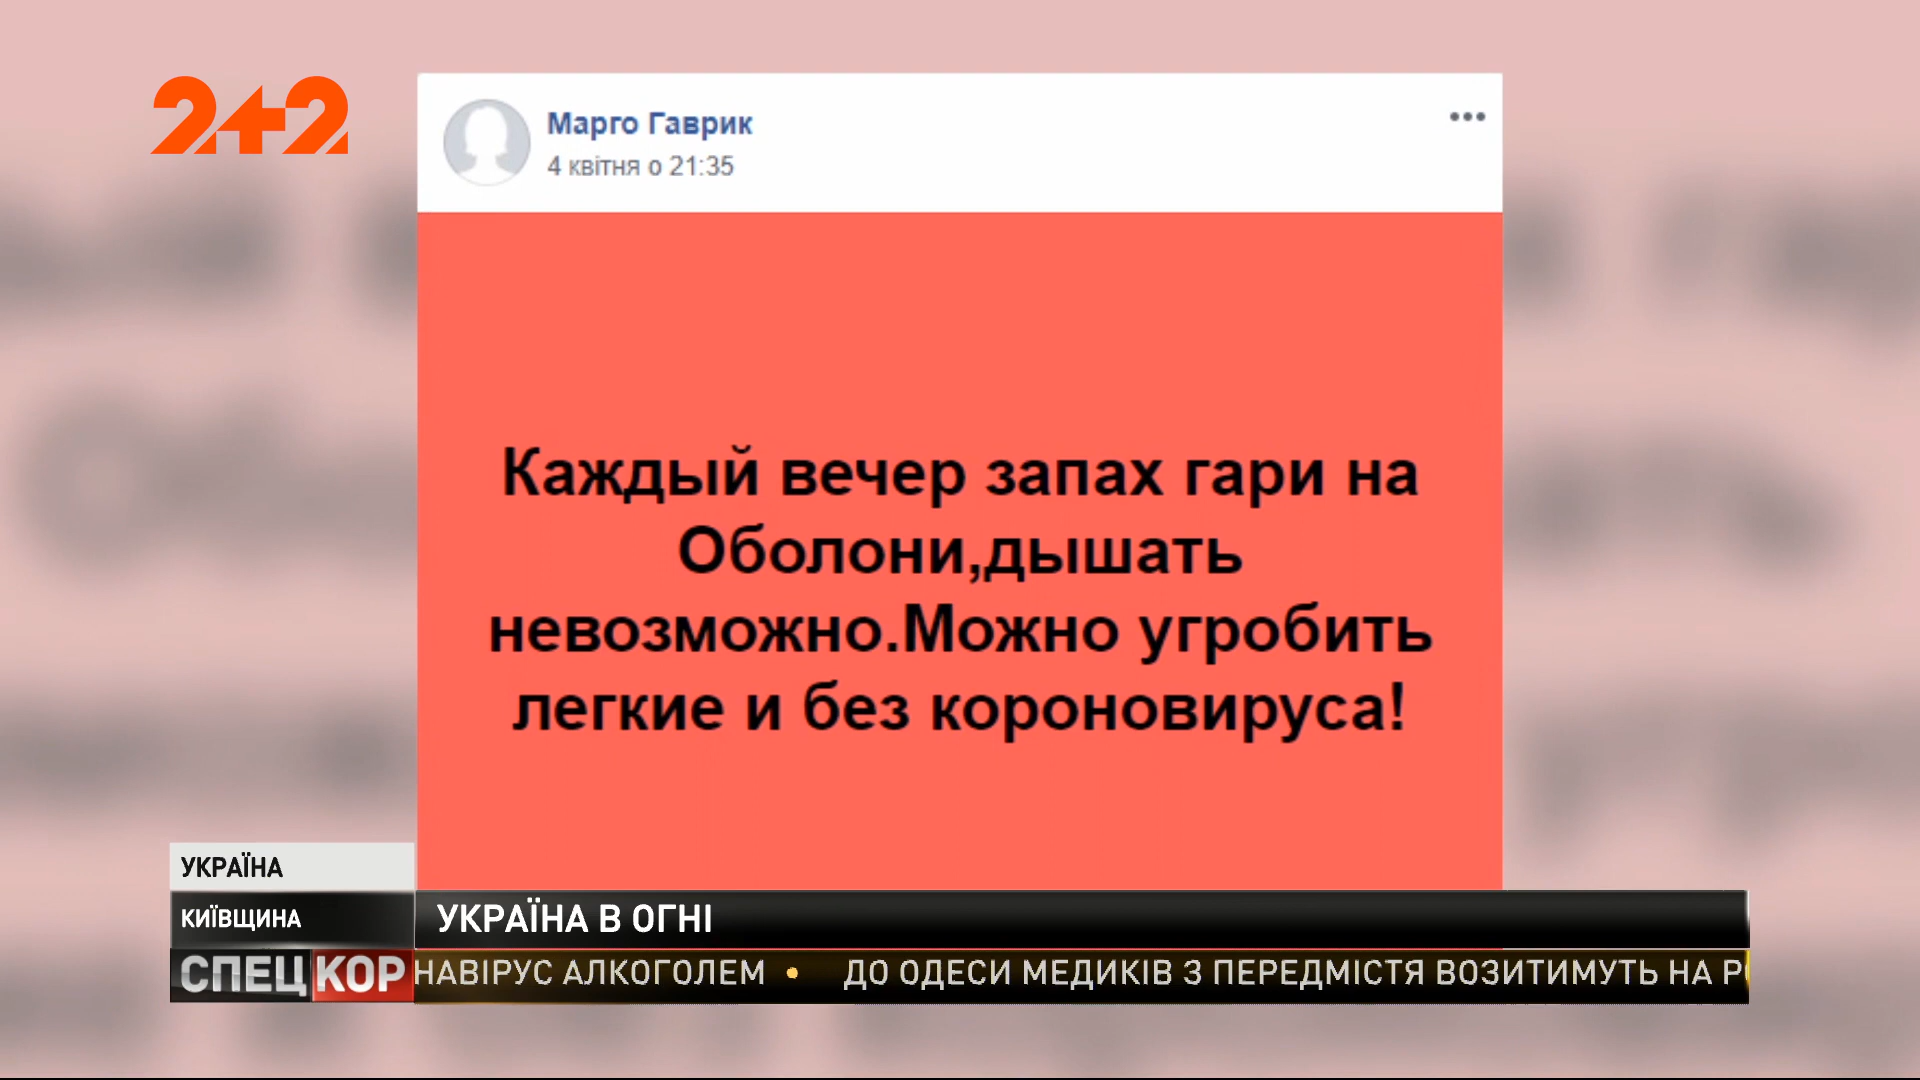 2+2
Марго Гаврик
4 квітня о 21:35
Каждый вечер запах гари на
Оболони,дышать
невозможно.Можно угробить
легкие и без короновируса!
УКРАЇНА
КИЇВЩИНА
УКРАЇНА В ОГНІ
СПЕЦКОР
НАВІРУС АЛКОГОЛЕМ • ДО ОДЕСИ МЕДИКІВ З ПЕРЕДМІСТЯ ВОЗИТИМУТЬ НА